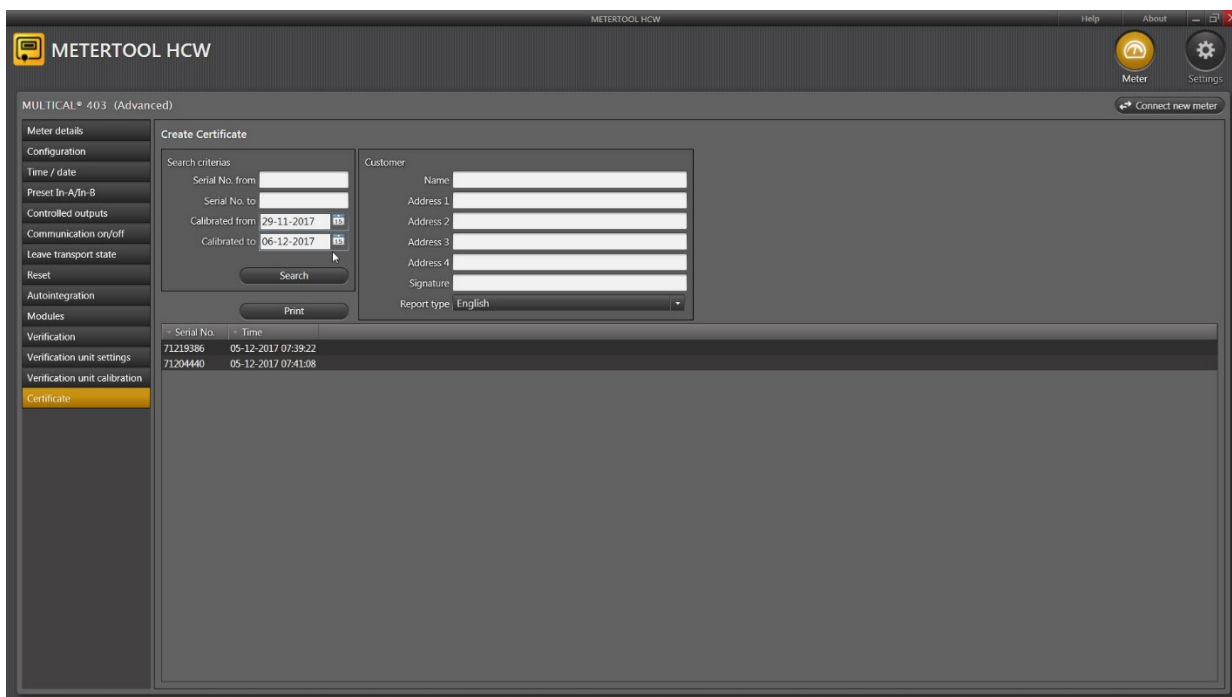 METERTOOL HCW
Help
About
METERTOOL HCW
Meter
Settings
MULTICAL® 403 (Advanced)
Connect new meter
Meter details
Configuration
Time / date
Preset In-A/In-B
Controlled outputs
Communication on/off
Leave transport state
Reset
Autointegration
Modules
Verification
Verification unit settings
Verification unit calibration
Certificate
Create Certificate
Search criterias
Serial No. from
Serial No. to
Calibrated from 29-11-2017 15
Calibrated to 06-12-2017 15
Search
Print
Customer
Name
Address 1
Address 2
Address 3
Address 4
Signature
Report type English
Serial No. Time
71219386 05-12-2017 07:39:22
71204440 05-12-2017 07:41:08